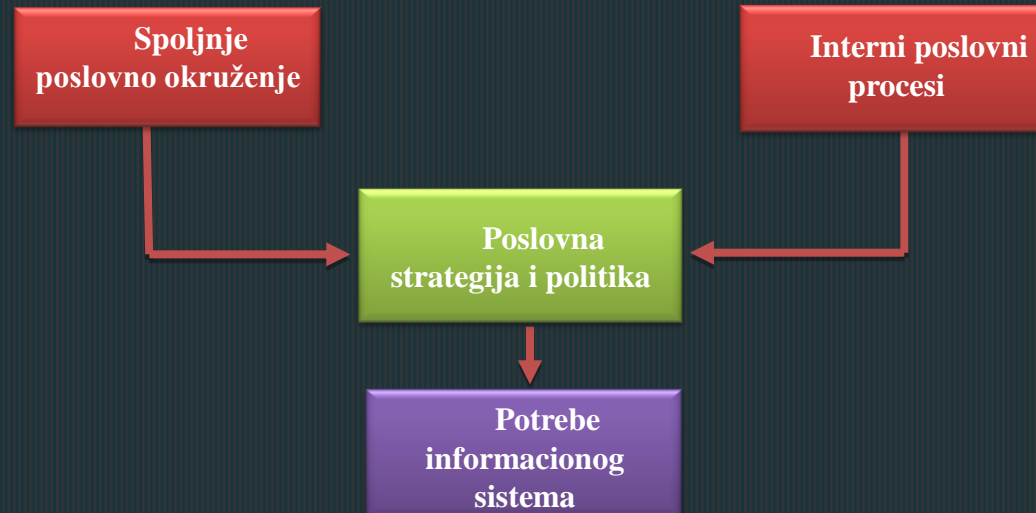 Spoljnje
poslovno okruženje
Interni poslovni
procesi
Poslovna
strategija i politika
Potrebe
informacionog
sistema